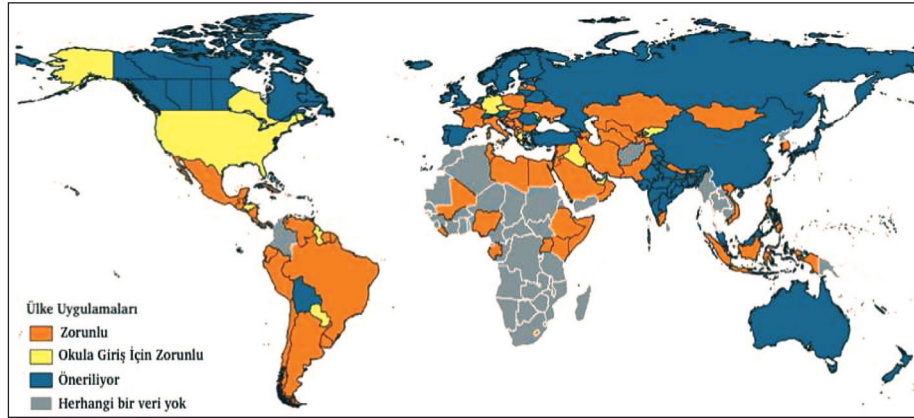 Ülke Uygulamaları
Zorunlu
Okula Giriş İçin Zorunlu
Öneriliyor
Herhangi bir veri yok